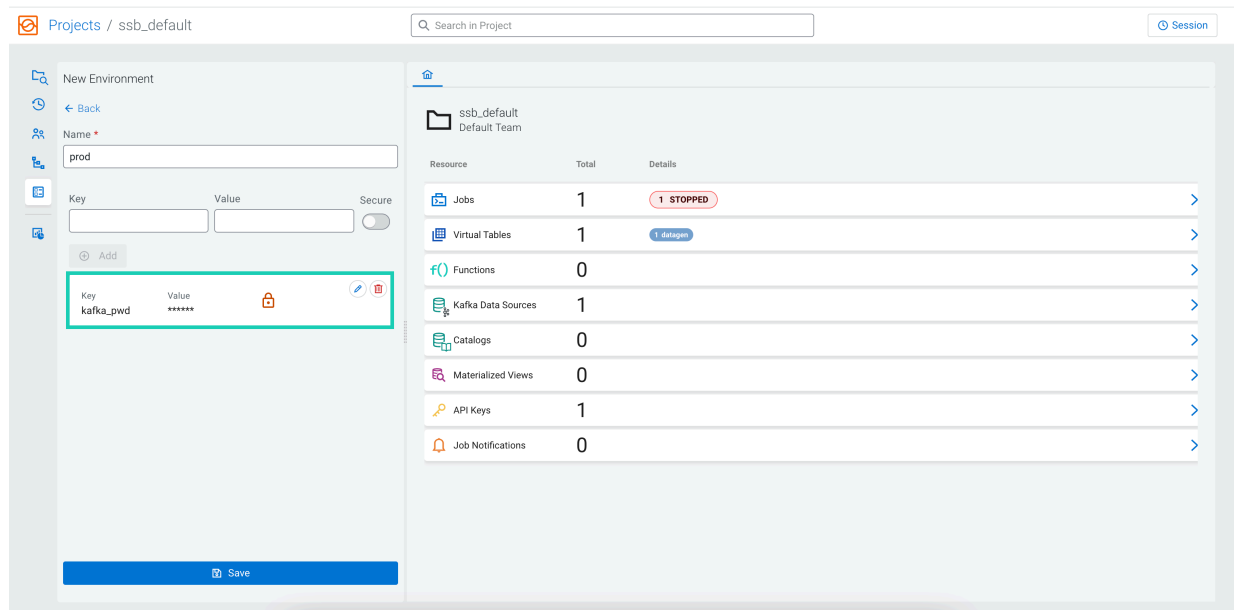 Projects / ssb_default
Search in Project
Session
New Environment
Back
Name *
prod
Key Value Secure
Add
Key Value
kafka_pwd ******
Save
ssb_default
Default Team
Resource Total Details
Jobs 1 1 STOPPED
Virtual Tables 1 1 datagen
f() Functions 0
Kafka Data Sources 1
Catalogs 0
Materialized Views 0
API Keys 1
Job Notifications 0